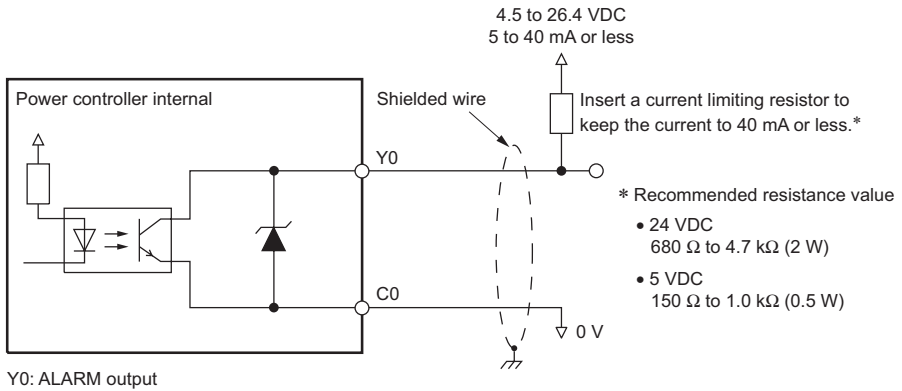 4.5 to 26.4 VDC
5 to 40 mA or less
Power controller internal
Shielded wire
Insert a current limiting resistor to
keep the current to 40 mA or less.*
Y0
* Recommended resistance value
• 24 VDC
680 Ω to 4.7 kΩ (2 W)
• 5 VDC
150 Ω to 1.0 kΩ (0.5 W)
C0
0 V
Y0: ALARM output